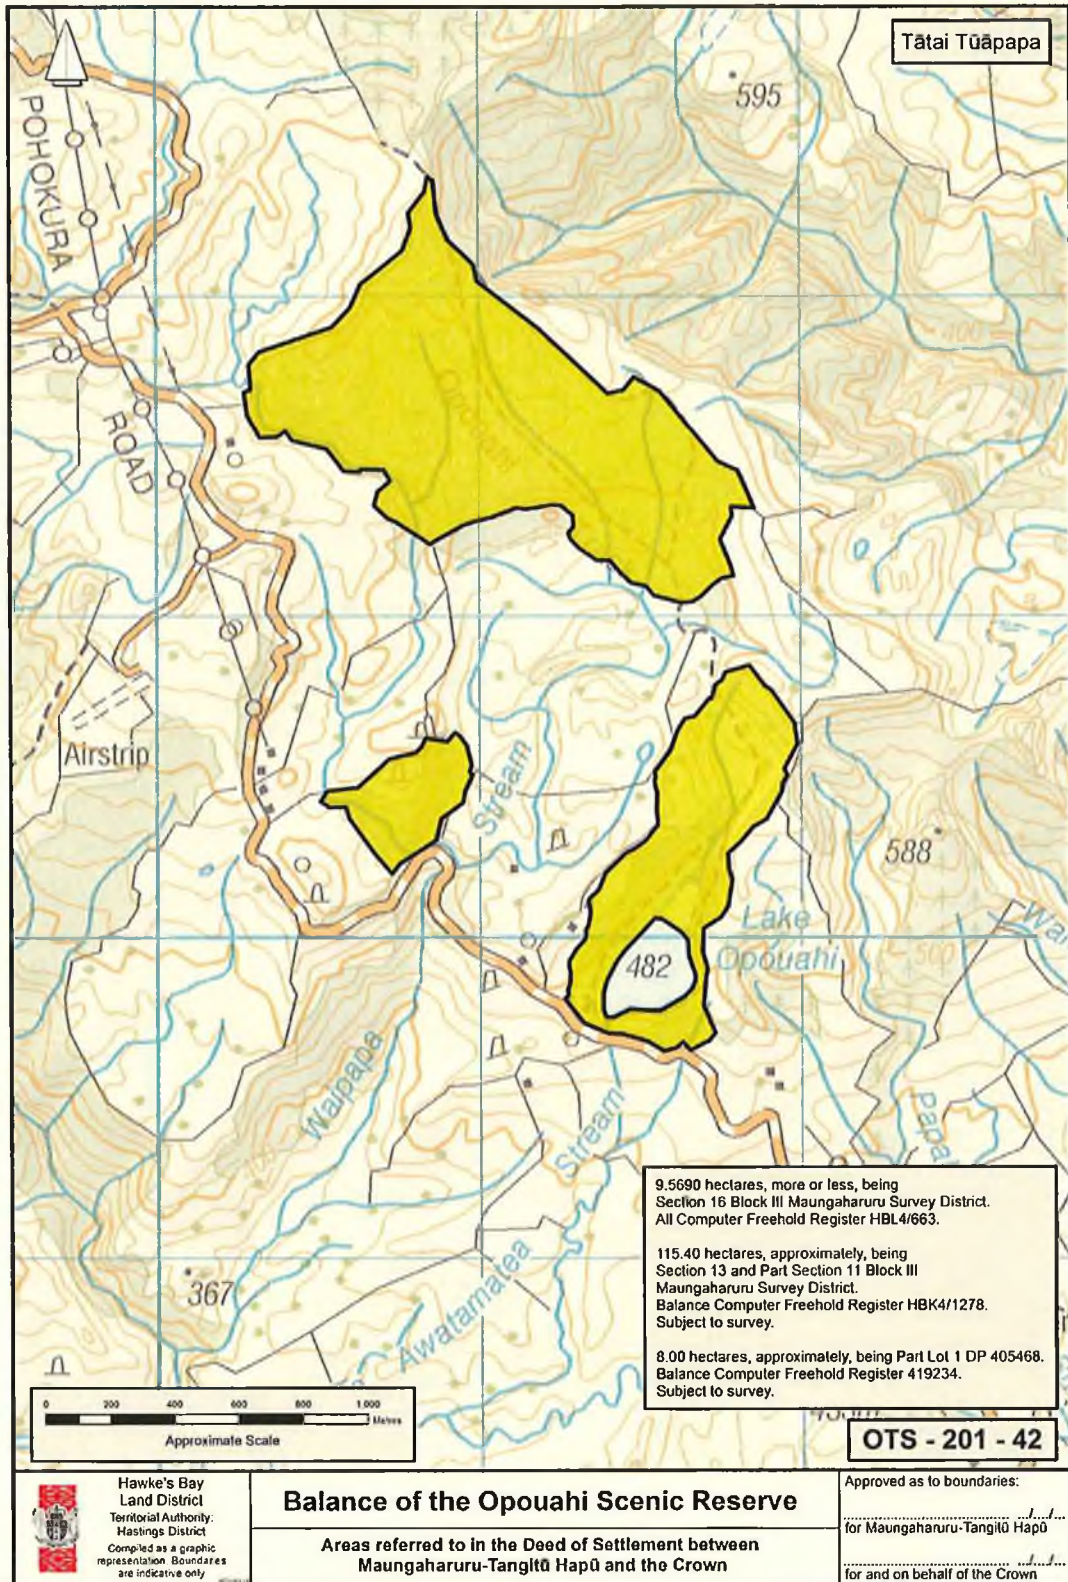 Tātai Tūāpapa
595
POHOKURA
ROAD
Opouahi
400
Airstrip
Stream
588
Lake
Opouahi
500
482
Waipapa
Stream
367
Awatamatea
9.5690 hectares, more or less, being
Section 16 Block III Maungaharuru Survey District.
All Computer Freehold Register HBL4/663.
115.40 hectares, approximately, being
Section 13 and Part Section 11 Block III
Maungaharuru Survey District.
Balance Computer Freehold Register HBK4/1278.
Subject to survey.
8.00 hectares, approximately, being Part Lot 1 DP 405468.
Balance Computer Freehold Register 419234.
Subject to survey.
0 200 400 600 800 1,000
Metres
Approximate Scale
OTS - 201 - 42
Hawke's Bay
Land District
Territorial Authority:
Hastings District
Compiled as a graphic
representation Boundaries
are indicative only
Balance of the Opouahi Scenic Reserve
Areas referred to in the Deed of Settlement between
Maungaharuru-Tangitū Hapū and the Crown
Approved as to boundaries:
.../.../...
for Maungaharuru-Tangitū Hapū
.../.../...
for and on behalf of the Crown